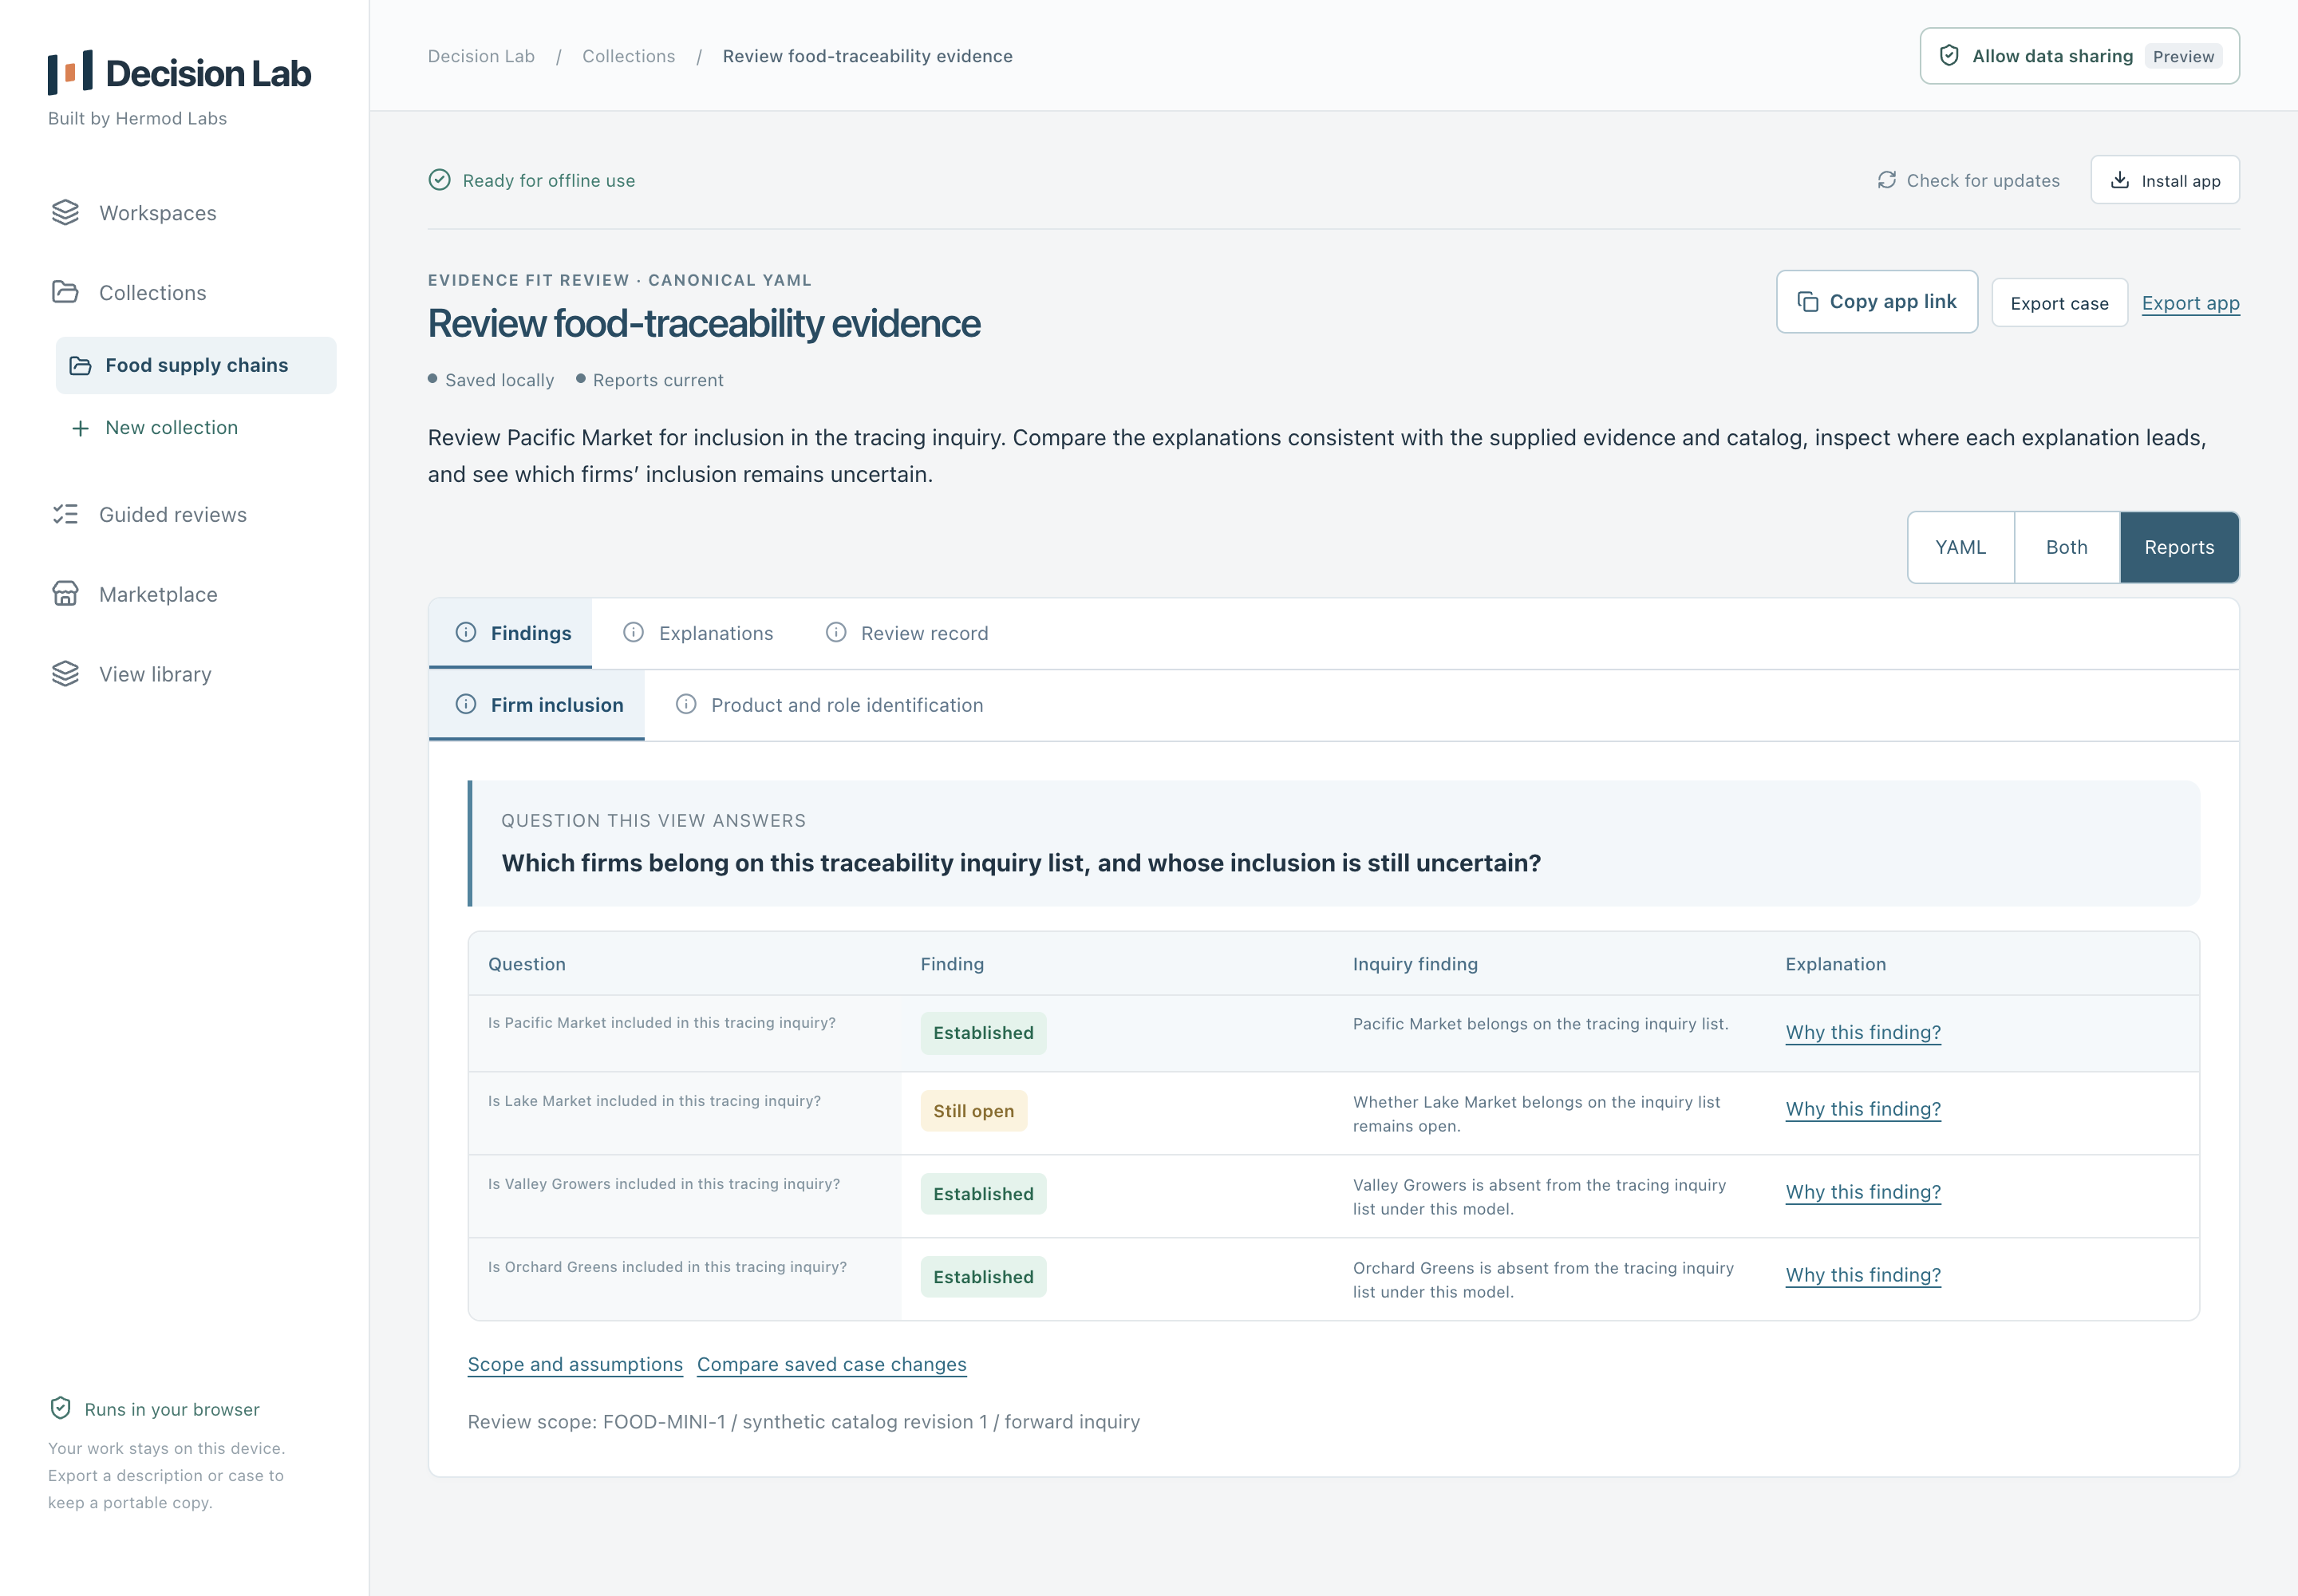 Decision Lab
Built by Hermod Labs
Workspaces
Collections
Food supply chains
New collection
Guided reviews
Marketplace
View library
Runs in your browser
Your work stays on this device.
Export a description or case to
keep a portable copy.
Decision Lab / Collections / Review food-traceability evidence
Allow data sharing Preview
Ready for offline use
Check for updates
Install app
EVIDENCE FIT REVIEW · CANONICAL YAML
Review food-traceability evidence
Copy app link
Export case
Export app
Saved locally
Reports current
Review Pacific Market for inclusion in the tracing inquiry. Compare the explanations consistent with the supplied evidence and catalog, inspect where each explanation leads,
and see which firms’ inclusion remains uncertain.
YAML
Both
Reports
Findings
Explanations
Review record
Firm inclusion
Product and role identification
QUESTION THIS VIEW ANSWERS
Which firms belong on this traceability inquiry list, and whose inclusion is still uncertain?
Question
Finding
Inquiry finding
Explanation
Is Pacific Market included in this tracing inquiry?
Established
Pacific Market belongs on the tracing inquiry list.
Why this finding?
Is Lake Market included in this tracing inquiry?
Still open
Whether Lake Market belongs on the inquiry list
remains open.
Why this finding?
Is Valley Growers included in this tracing inquiry?
Established
Valley Growers is absent from the tracing inquiry
list under this model.
Why this finding?
Is Orchard Greens included in this tracing inquiry?
Established
Orchard Greens is absent from the tracing inquiry
list under this model.
Why this finding?
Scope and assumptions
Compare saved case changes
Review scope: FOOD-MINI-1 / synthetic catalog revision 1 / forward inquiry